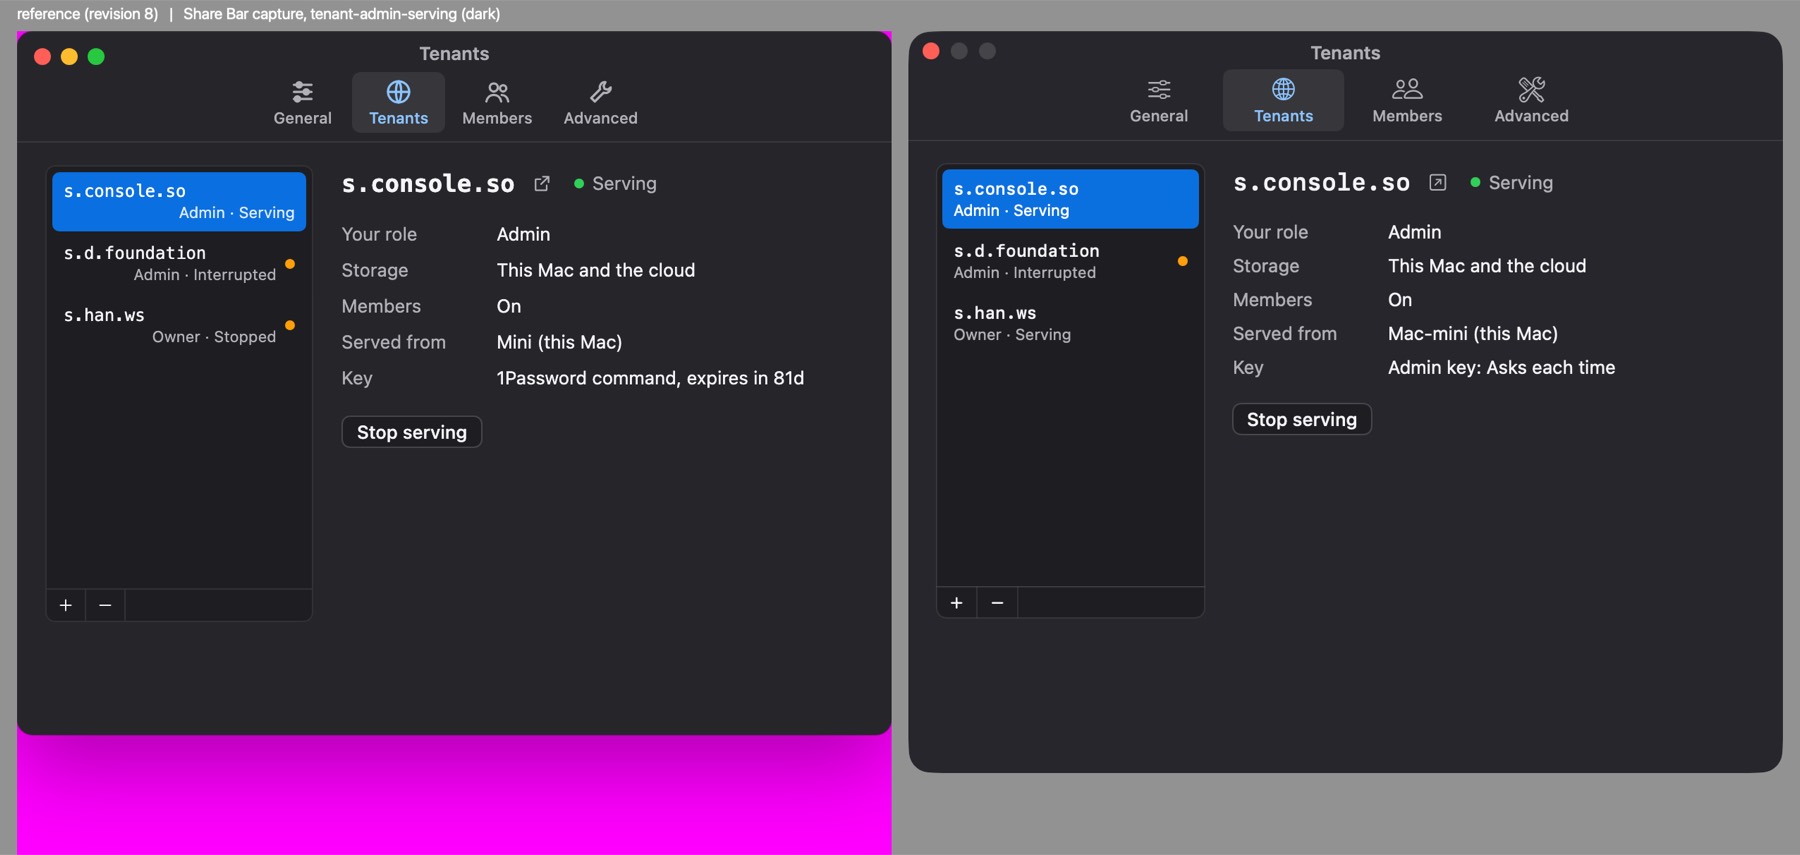 reference (revision 8) | Share Bar capture, tenant-admin-serving (dark)
Tenants
General Tenants Members Advanced
s.console.so
Admin · Serving
s.d.foundation
Admin · Interrupted
s.han.ws
Owner · Stopped
+ −
s.console.so Serving
Your role Admin
Storage This Mac and the cloud
Members On
Served from Mini (this Mac)
Key 1Password command, expires in 81d
Stop serving
Tenants
General Tenants Members Advanced
s.console.so
Admin · Serving
s.d.foundation
Admin · Interrupted
s.han.ws
Owner · Serving
+ −
s.console.so Serving
Your role Admin
Storage This Mac and the cloud
Members On
Served from Mac-mini (this Mac)
Key Admin key: Asks each time
Stop serving